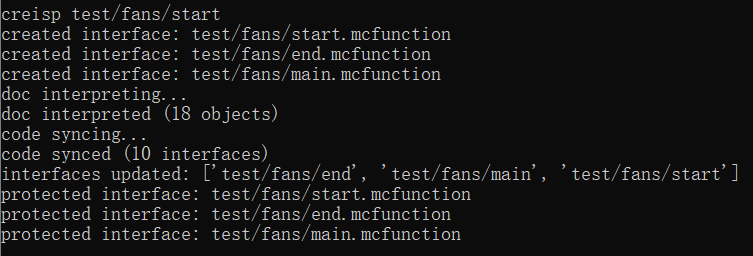 creisp test/fans/start
created interface: test/fans/start.mcfunction
created interface: test/fans/end.mcfunction
created interface: test/fans/main.mcfunction
doc interpreting...
doc interpreted (18 objects)
code syncing...
code synced (10 interfaces)
interfaces updated: ['test/fans/end', 'test/fans/main', 'test/fans/start']
protected interface: test/fans/start.mcfunction
protected interface: test/fans/end.mcfunction
protected interface: test/fans/main.mcfunction